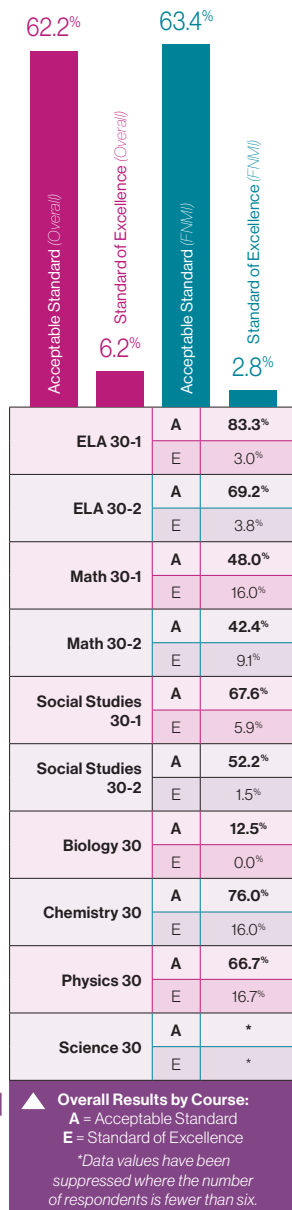 62.2%
63.4%
Acceptable Standard (Overall)
Standard of Excellence (Overall)
6.2%
Acceptable Standard (FNMI)
Standard of Excellence (FNMI)
2.8%
ELA 30-1
A 83.3%
E 3.0%
ELA 30-2
A 69.2%
E 3.8%
Math 30-1
A 48.0%
E 16.0%
Math 30-2
A 42.4%
E 9.1%
Social Studies
30-1
A 67.6%
E 5.9%
Social Studies
30-2
A 52.2%
E 1.5%
Biology 30
A 12.5%
E 0.0%
Chemistry 30
A 76.0%
E 16.0%
Physics 30
A 66.7%
E 16.7%
Science 30
A *
E *
Overall Results by Course:
A = Acceptable Standard
E = Standard of Excellence
*Data values have been
suppressed where the number
of respondents is fewer than six.